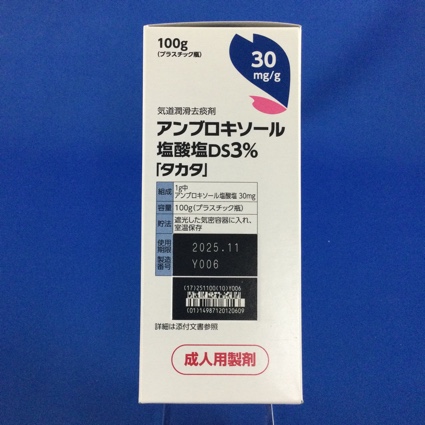 100g
(プラスチック瓶)
30
mg/g
気道潤滑去痰剤
アンブロキソール
塩酸塩DS3%
「タカタ」
組成 1g中
アンブロキソール塩酸塩 30mg
容量 100g(プラスチック瓶)
貯法 遮光した気密容器に入れ、
室温保存
使用
期限 2025.11
製造
番号 Y006
(17)251100(10)Y006
(01)14987120120609
詳細は添付文書参照
成人用製剤